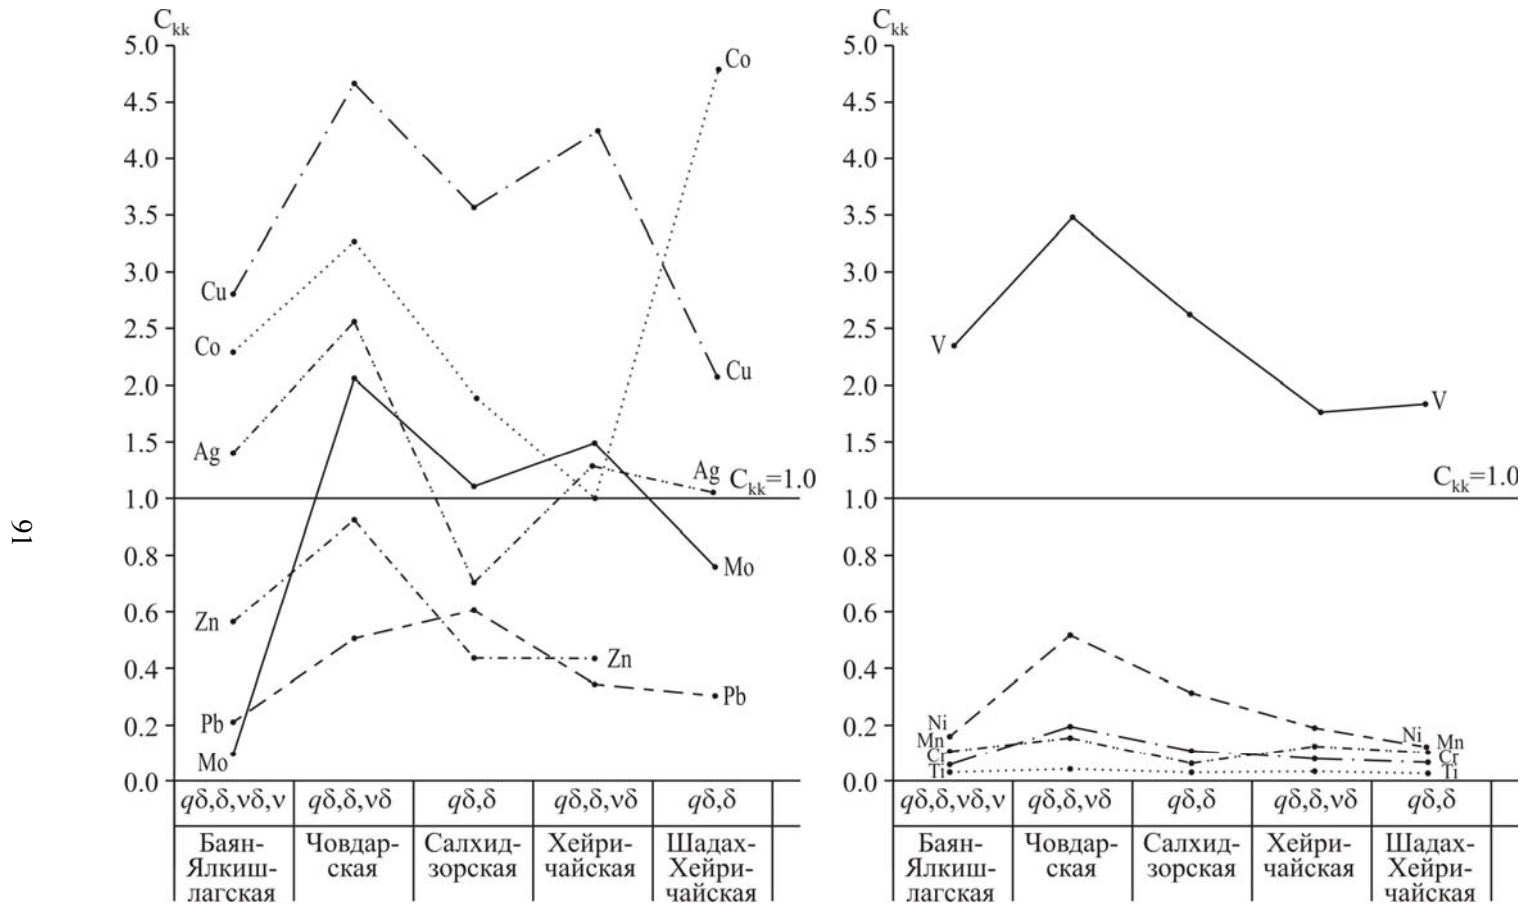 C_kk
5.0
4.5
4.0
3.5
3.0
2.5
2.0
1.5
1.0
0.8
0.6
0.4
0.2
0.0
Cu
Co
Ag
Zn
Pb
Mo
Co
Cu
Ag
C_kk=1.0
Mo
Zn
Pb
qδ,δ,νδ,ν
qδ,δ,νδ
qδ,δ
qδ,δ,νδ
qδ,δ
Баян-
Ялкиш-
лагская
Човдар-
ская
Салхид-
зорская
Хейри-
чайская
Шадах-
Хейри-
чайская
C_kk
5.0
4.5
4.0
3.5
3.0
2.5
2.0
1.5
1.0
0.8
0.6
0.4
0.2
0.0
V
V
C_kk=1.0
Ni
Mn
Cr
Ti
Ni
Mn
Cr
Ti
qδ,δ,νδ,ν
qδ,δ,νδ
qδ,δ
qδ,δ,νδ
qδ,δ
Баян-
Ялкиш-
лагская
Човдар-
ская
Салхид-
зорская
Хейри-
чайская
Шадах-
Хейри-
чайская
91